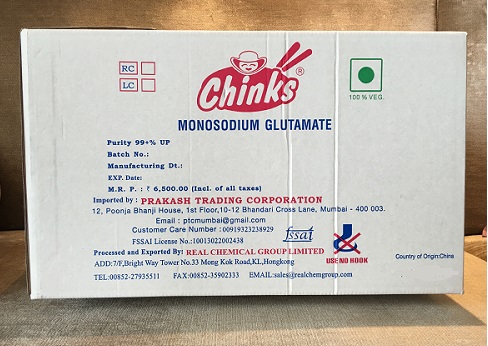 RC
LC
Chinks®
100% VEG.
MONOSODIUM GLUTAMATE
Purity 99+% UP
Batch No.:
Manufacturing Dt.:
EXP. Date:
M. R. P. : ₹ 6,500.00 (Incl. of all taxes)
Imported by : PRAKASH TRADING CORPORATION
12, Poonja Bhanji House, 1st Floor,10-12 Bhandari Cross Lane, Mumbai - 400 003.
Email : ptcmumbai@gmail.com
Customer Care Number : 00919323238929
FSSAI License No.:10013022002438
fssai
Processed and Exported By: REAL CHEMICAL GROUP LIMITED
USE NO HOOK
ADD:7/F,Bright Way Tower No.33 Mong Kok Road,KL,Hongkong
Country of Origin:China
TEL:00852-27935511 FAX:00852-35902333 EMAIL:sales@realchemgroup.com